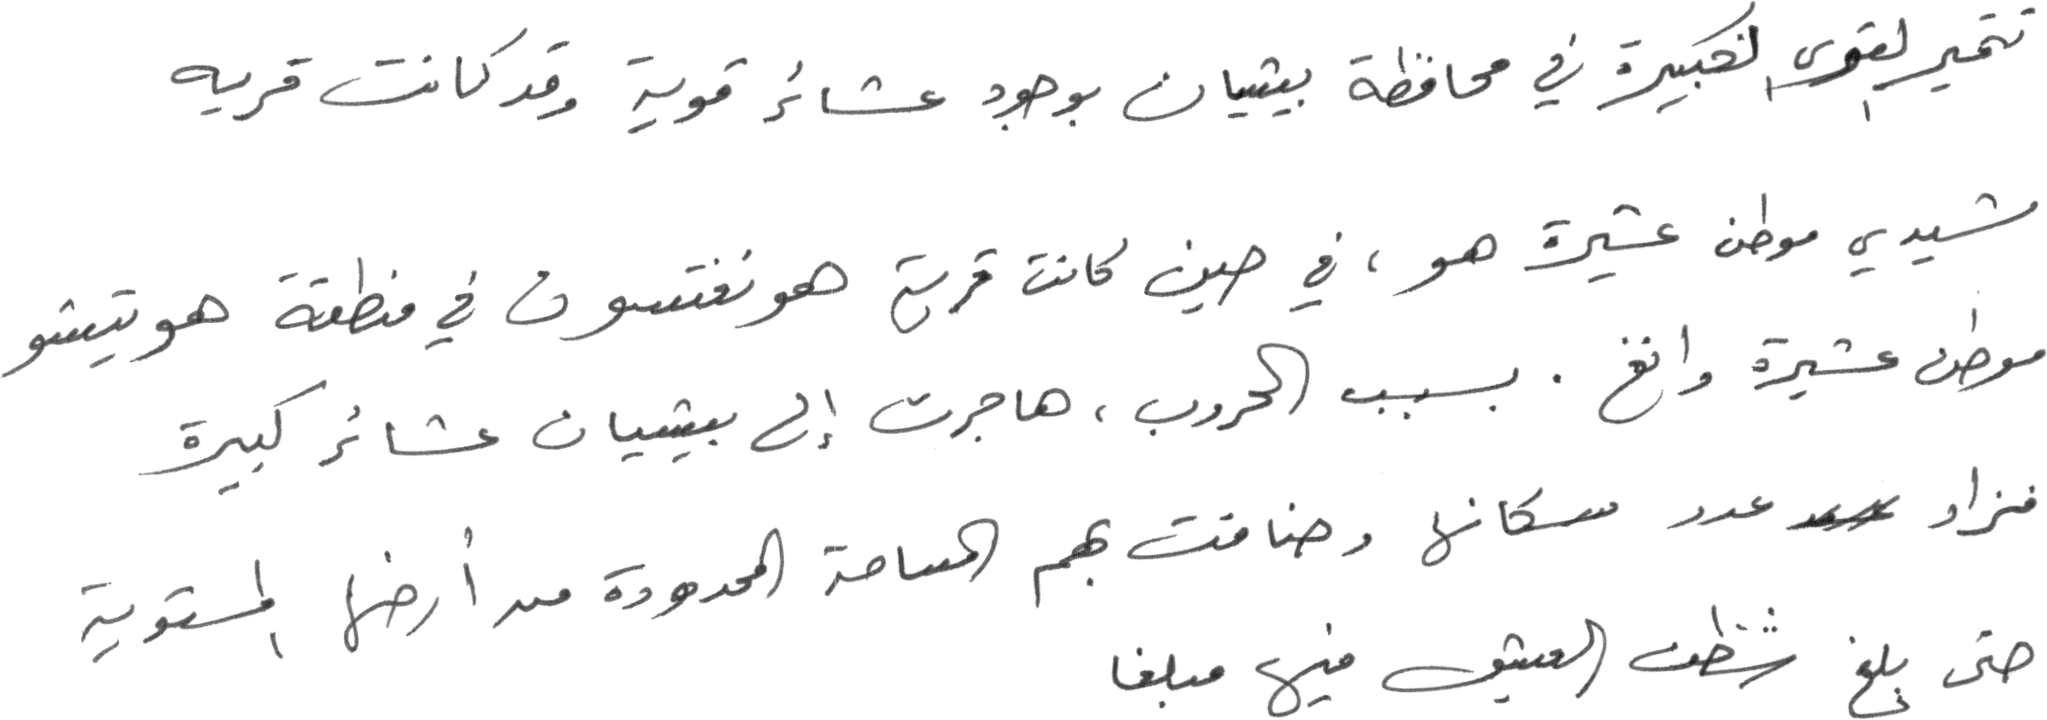 تتميز القرى الكبيرة في محافظة بيشيان بوجود عشائر قوية وقد كانت قريه
شيدي موطن عشيرة هو، في حين كانت قرية هونغتسون في منطقة هوتيشو
موطن عشيرة وانغ . بسبب الحروب، هاجرت إلى بيشيان عشائر كبيرة
فزاد عدد سكانها وضاقت بهم المساحة المحدودة من أرضها المستوية
حتى بلغ شظف العيش فيها مبلغا